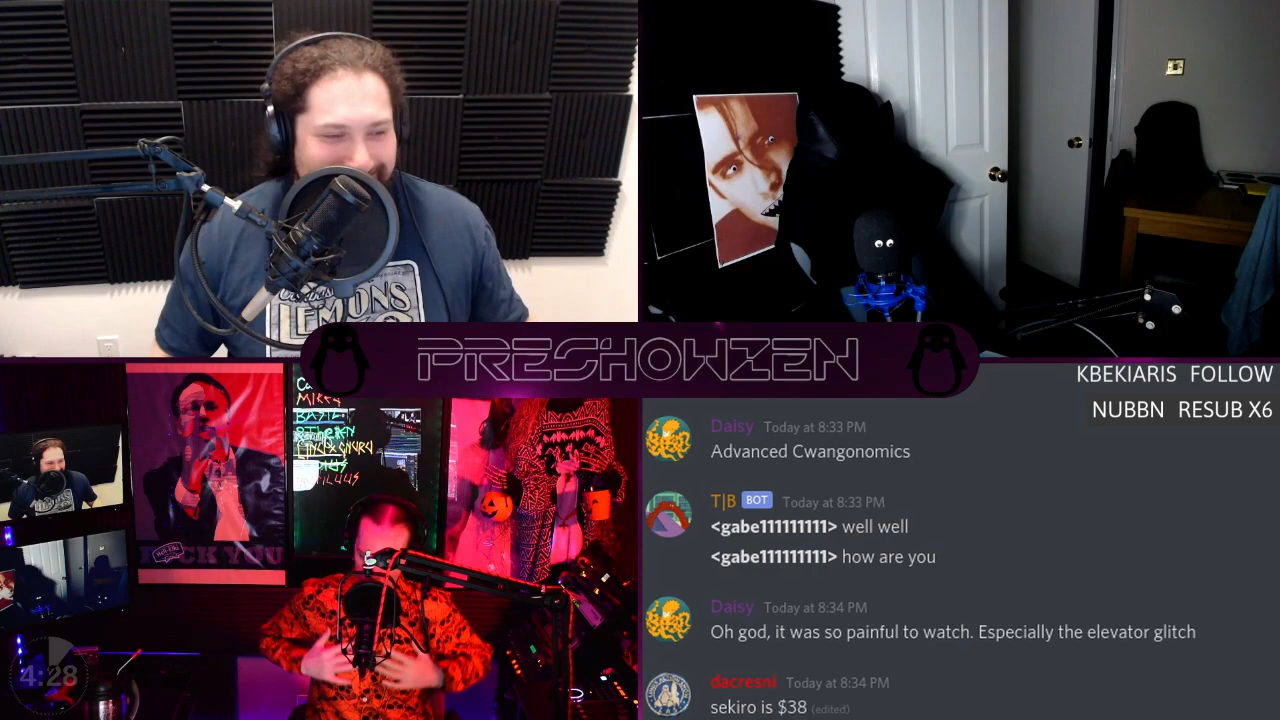 LEMONS
PRESHOWZEN
KBEKIARIS FOLLOW
NUBBN RESUB X6
Daisy Today at 8:33 PM
Advanced Cwangonomics
T|B BOT Today at 8:33 PM
<gabe111111111> well well
<gabe111111111> how are you
Daisy Today at 8:34 PM
Oh god, it was so painful to watch. Especially the elevator glitch
dacresni Today at 8:34 PM
sekiro is $38 (edited)
CK YOU
4:28